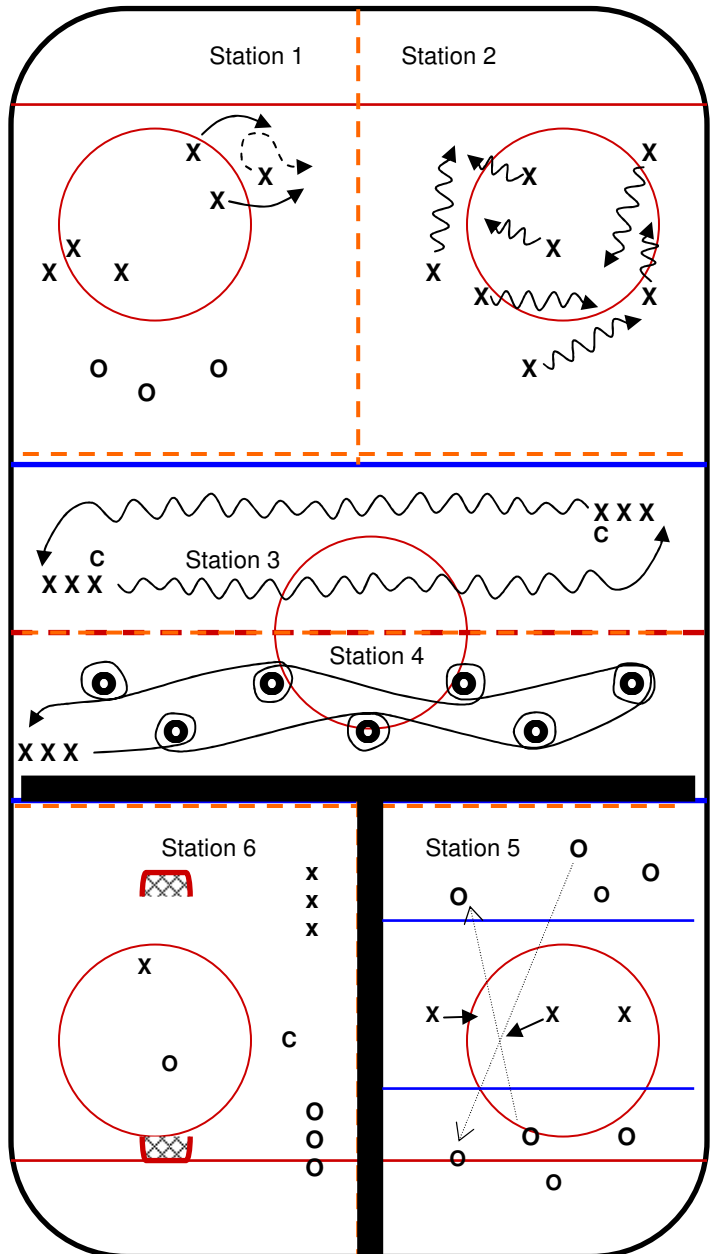 Station 1 Station 2
X X
X X
X
X X
X X
X X X X X
O O X
O
X X X
C C
Station 3
X X X
Station 4
X X X
Station 6 Station 5
O
x O
x O O
x
X
X X X
C
O
O
O O O
O O
O